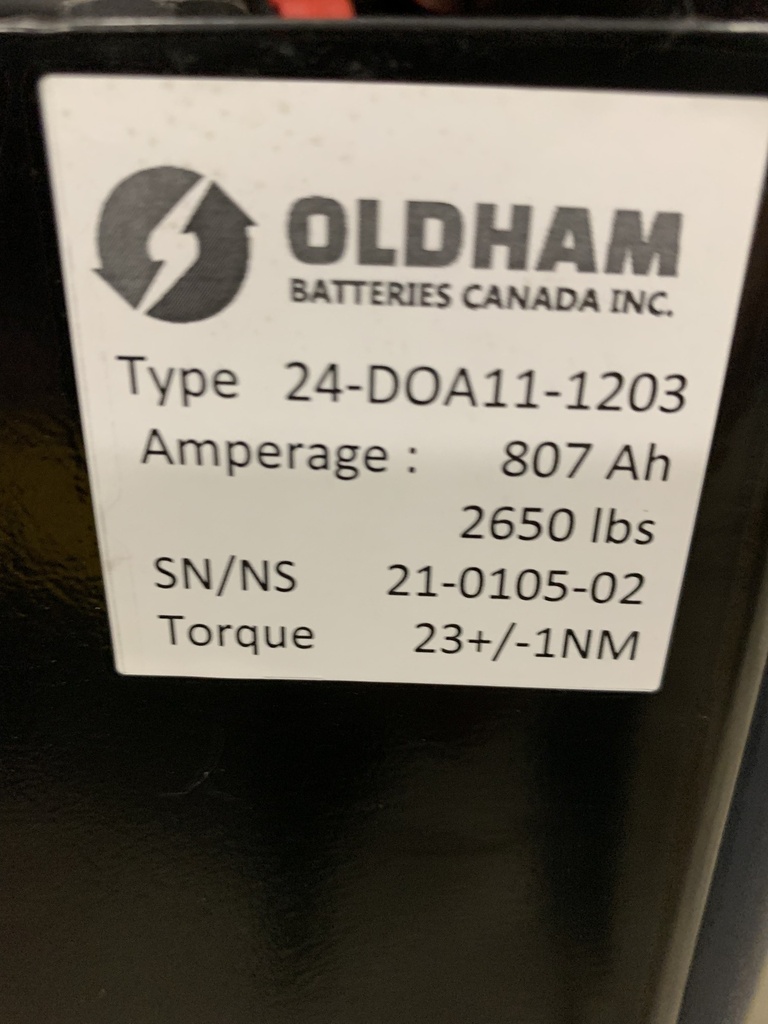 OLDHAM
BATTERIES CANADA INC.
Type 24-DOA11-1203
Amperage : 807 Ah
2650 lbs
SN/NS 21-0105-02
Torque 23+/-1NM